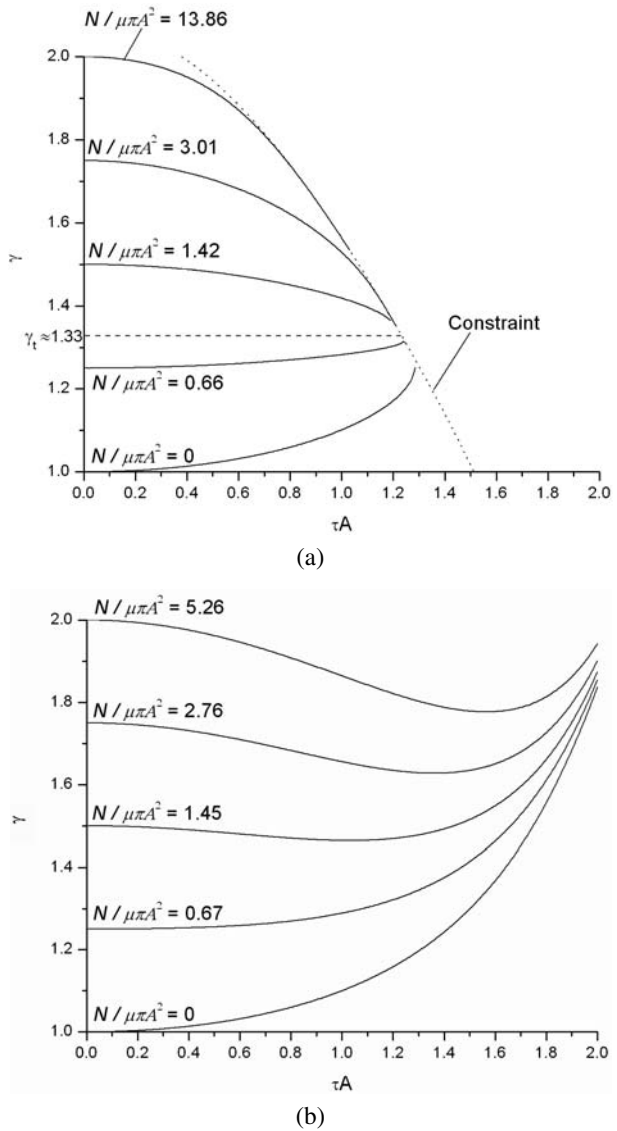 N / μπA² = 13.86
2.0
1.8
N / μπA² = 3.01
1.6
N / μπA² = 1.42
γ
1.4
γt≈1.33
Constraint
N / μπA² = 0.66
1.2
N / μπA² = 0
1.0
0.0 0.2 0.4 0.6 0.8 1.0 1.2 1.4 1.6 1.8 2.0
τA
(a)
N / μπA² = 5.26
2.0
N / μπA² = 2.76
1.8
1.6
N / μπA² = 1.45
γ
1.4
N / μπA² = 0.67
1.2
N / μπA² = 0
1.0
0.0 0.2 0.4 0.6 0.8 1.0 1.2 1.4 1.6 1.8 2.0
τA
(b)